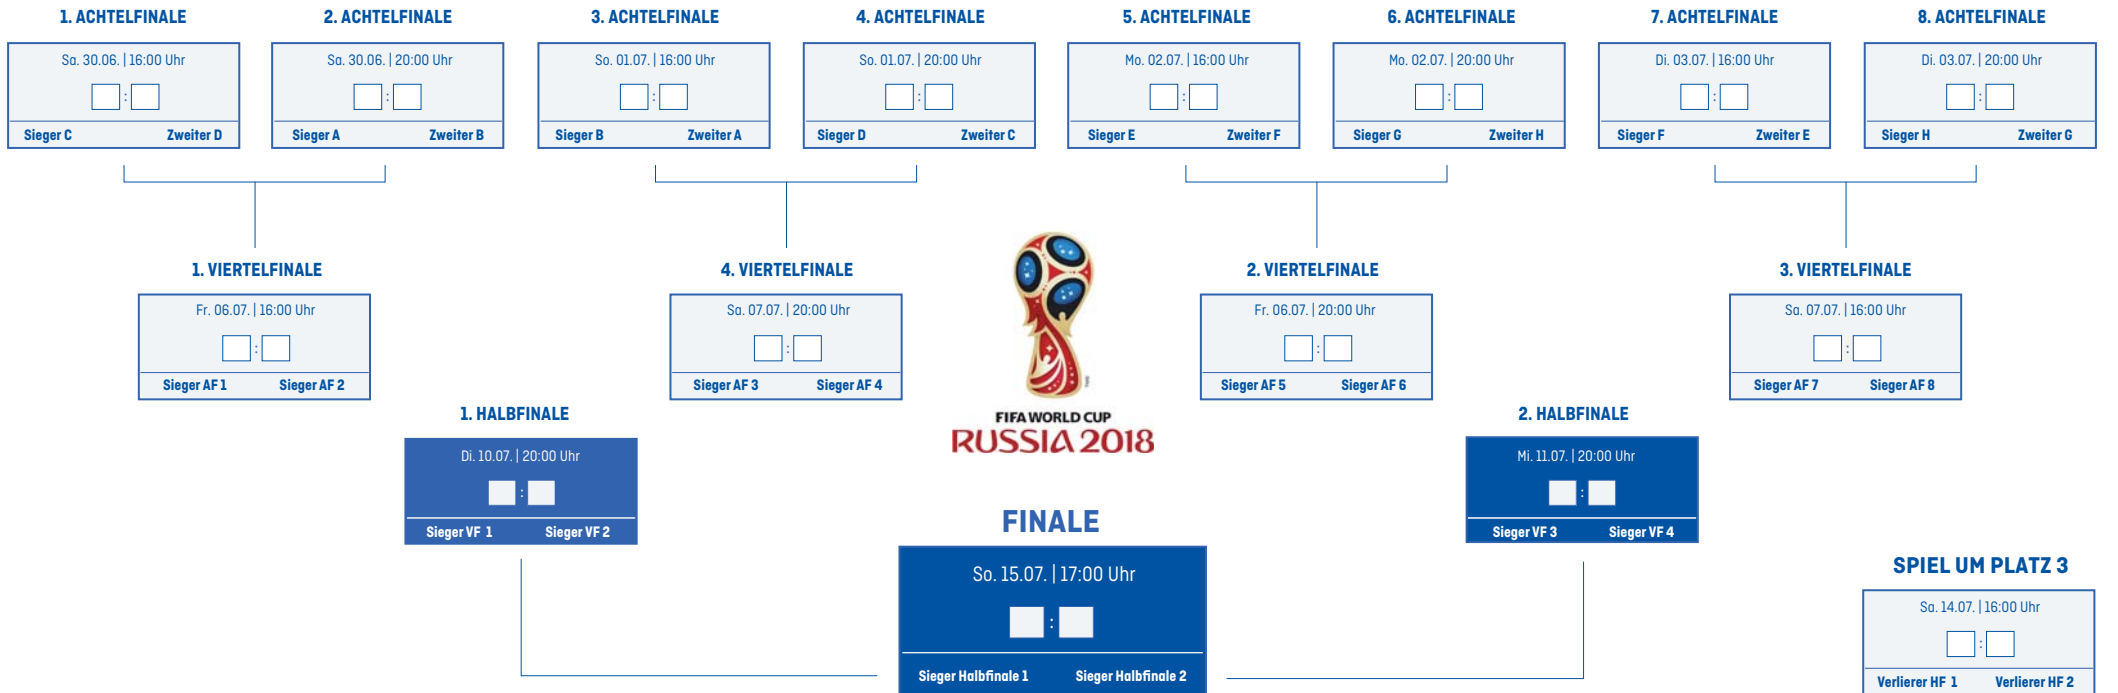 1. ACHTELFINALE
Sa. 30.06. | 16:00 Uhr
:
Sieger C Zweiter D
2. ACHTELFINALE
Sa. 30.06. | 20:00 Uhr
:
Sieger A Zweiter B
3. ACHTELFINALE
So. 01.07. | 16:00 Uhr
:
Sieger B Zweiter A
4. ACHTELFINALE
So. 01.07. | 20:00 Uhr
:
Sieger D Zweiter C
5. ACHTELFINALE
Mo. 02.07. | 16:00 Uhr
:
Sieger E Zweiter F
6. ACHTELFINALE
Mo. 02.07. | 20:00 Uhr
:
Sieger G Zweiter H
7. ACHTELFINALE
Di. 03.07. | 16:00 Uhr
:
Sieger F Zweiter E
8. ACHTELFINALE
Di. 03.07. | 20:00 Uhr
:
Sieger H Zweiter G
1. VIERTELFINALE
Fr. 06.07. | 16:00 Uhr
:
Sieger AF 1 Sieger AF 2
4. VIERTELFINALE
Sa. 07.07. | 20:00 Uhr
:
Sieger AF 3 Sieger AF 4
2. VIERTELFINALE
Fr. 06.07. | 20:00 Uhr
:
Sieger AF 5 Sieger AF 6
3. VIERTELFINALE
Sa. 07.07. | 16:00 Uhr
:
Sieger AF 7 Sieger AF 8
1. HALBFINALE
Di. 10.07. | 20:00 Uhr
:
Sieger VF 1 Sieger VF 2
FIFA WORLD CUP
RUSSIA 2018
2. HALBFINALE
Mi. 11.07. | 20:00 Uhr
:
Sieger VF 3 Sieger VF 4
FINALE
So. 15.07. | 17:00 Uhr
:
Sieger Halbfinale 1 Sieger Halbfinale 2
SPIEL UM PLATZ 3
Sa. 14.07. | 16:00 Uhr
:
Verlierer HF 1 Verlierer HF 2